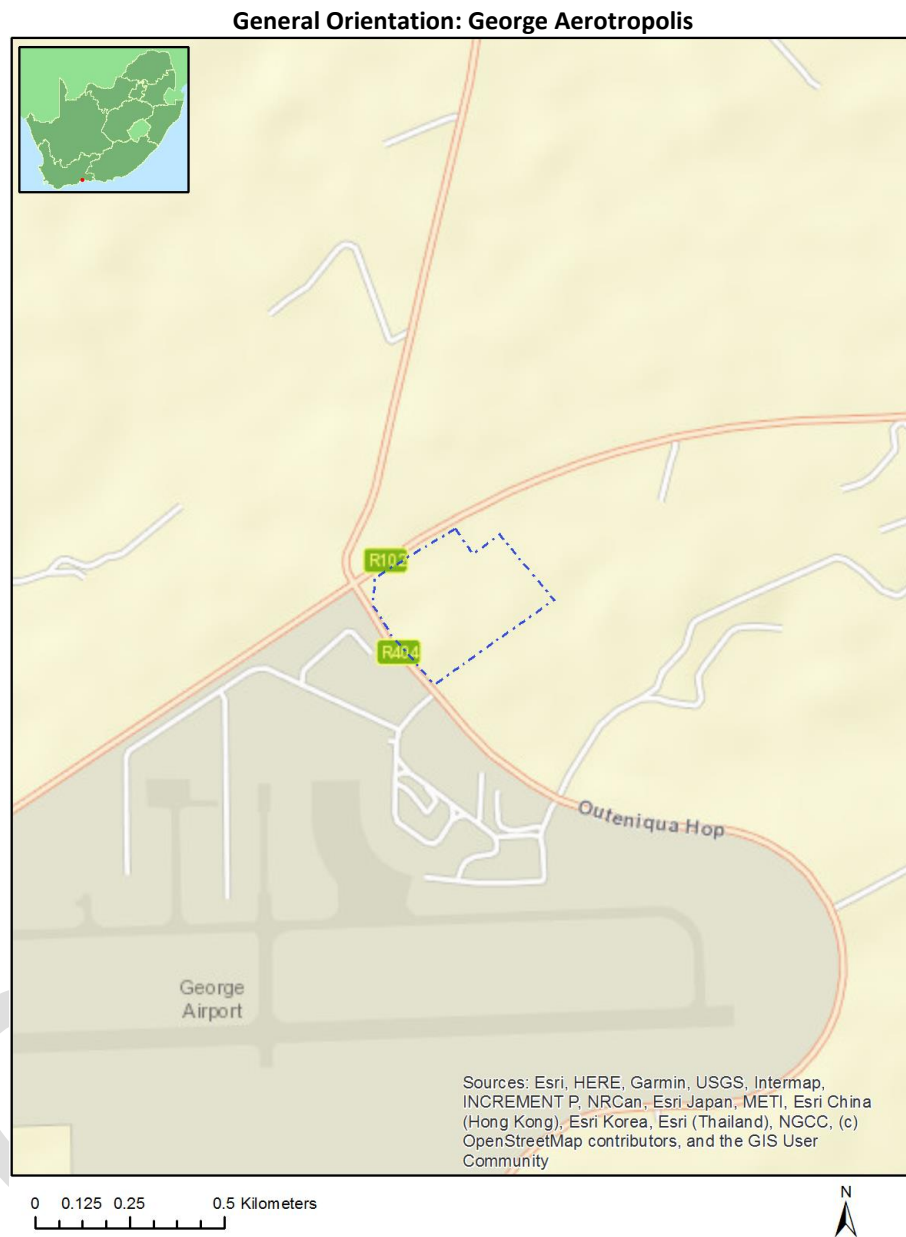 General Orientation: George Aerotropolis
R102
R404
Outeniqua Hop
George
Airport
Sources: Esri, HERE, Garmin, USGS, Intermap,
INCREMENT P, NRCan, Esri Japan, METI, Esri China
(Hong Kong), Esri Korea, Esri (Thailand), NGCC, (c)
OpenStreetMap contributors, and the GIS User
Community
0 0.125 0.25 0.5 Kilometers
N